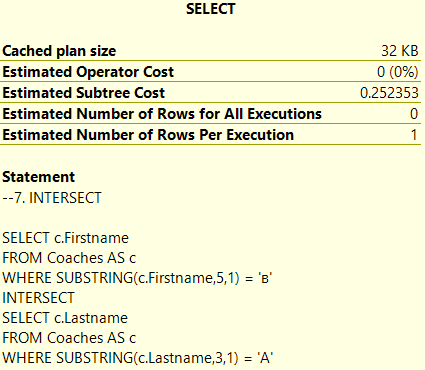 SELECT
Cached plan size 32 KB
Estimated Operator Cost 0 (0%)
Estimated Subtree Cost 0.252353
Estimated Number of Rows for All Executions 0
Estimated Number of Rows Per Execution 1
Statement
--7. INTERSECT
SELECT c.Firstname
FROM Coaches AS c
WHERE SUBSTRING(c.Firstname,5,1) = 'в'
INTERSECT
SELECT c.Lastname
FROM Coaches AS c
WHERE SUBSTRING(c.Lastname,3,1) = 'A'